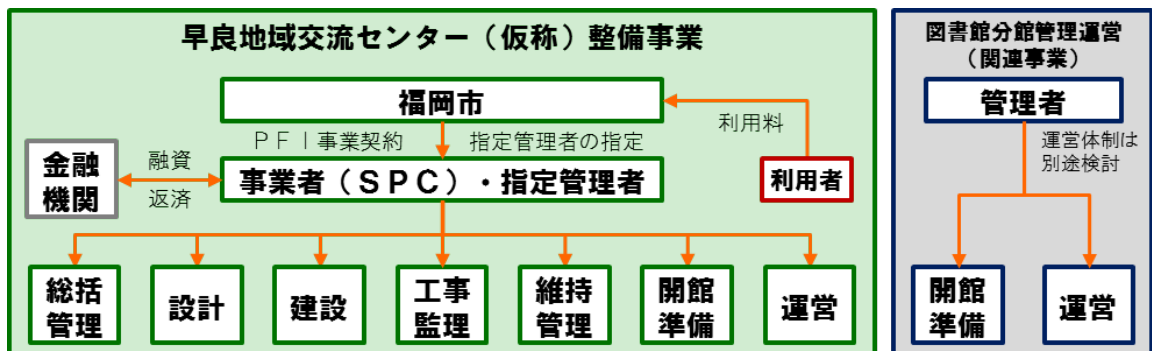 早良地域交流センター（仮称）整備事業
福岡市
ＰＦＩ事業契約
指定管理者の指定
利用料
金融
機関
融資
返済
事業者（ＳＰＣ）・指定管理者
利用者
総括
管理
設計
建設
工事
監理
維持
管理
開館
準備
運営
図書館分館管理運営
（関連事業）
管理者
運営体制は
別途検討
開館
準備
運営